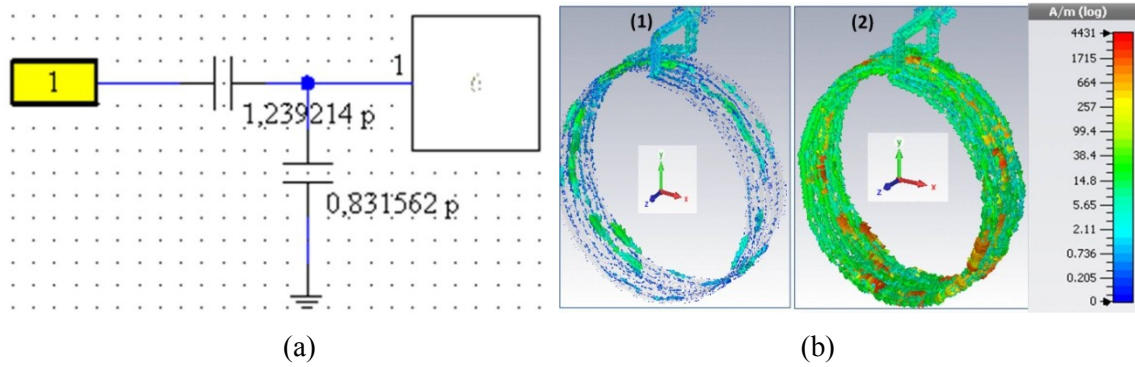 1
1
1,239214 p
0,831562 p
(1)
(2)
y
z
x
y
z
x
A/m (log)
4431
1715
664
257
99.4
38.4
14.8
5.65
2.11
0.736
0.205
0
(a)
(b)